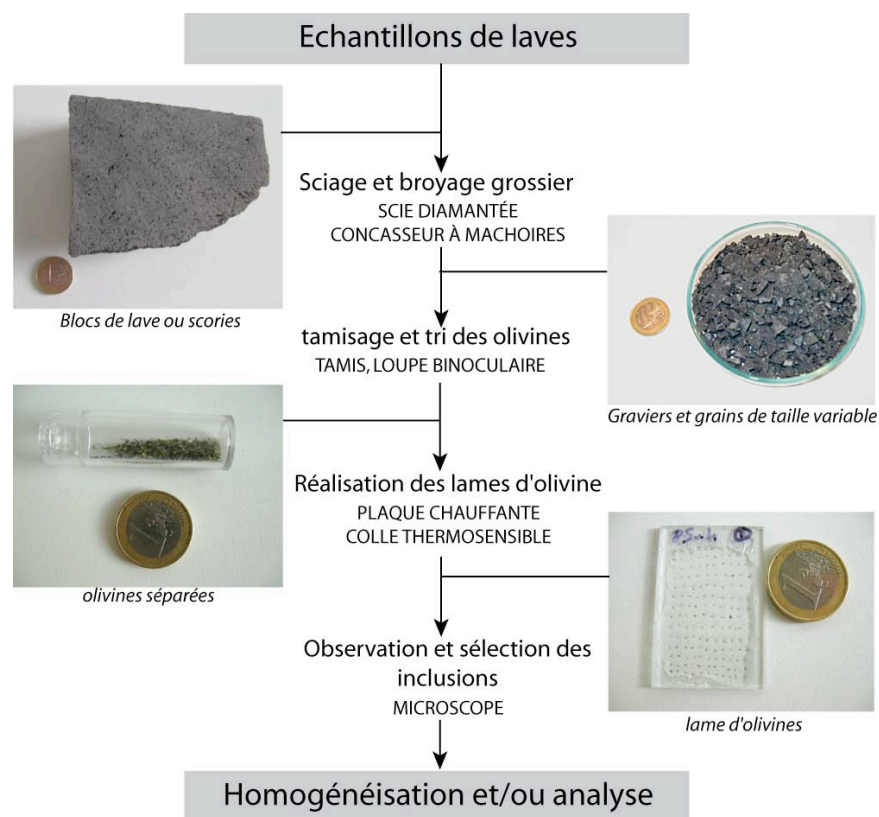 Echantillons de laves
Sciage et broyage grossier
SCIE DIAMANTÉE
CONCASSEUR À MACHOIRES
Blocs de lave ou scories
tamisage et tri des olivines
TAMIS, LOUPE BINOCULAIRE
Graviers et grains de taille variable
Réalisation des lames d'olivine
PLAQUE CHAUFFANTE
COLLE THERMOSENSIBLE
olivines séparées
Observation et sélection des
inclusions
MICROSCOPE
lame d'olivines
Homogénéisation et/ou analyse